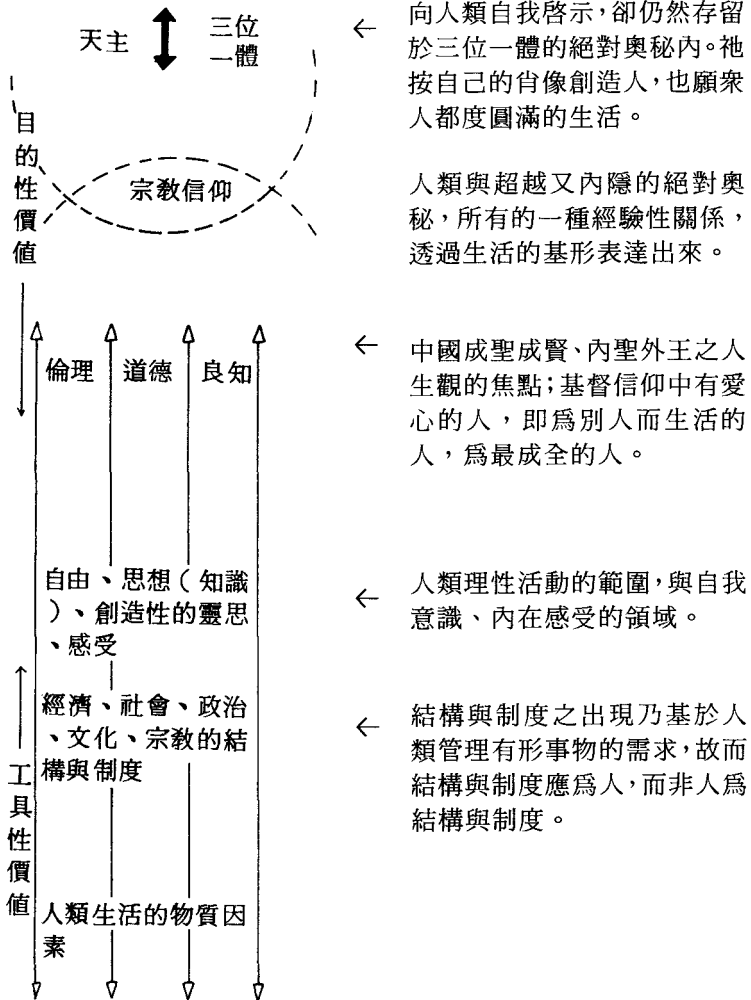 天主
三位
一體
←
向人類自我啓示，卻仍然存留
於三位一體的絕對奧秘內。祂
按自己的肖像創造人，也願衆
人都度圓滿的生活。
目的性價值
宗教信仰
人類與超越又內隱的絕對奧
秘，所有的一種經驗性關係，
透過生活的基形表達出來。
倫理
道德
良知
←
中國成聖成賢、內聖外王之人
生觀的焦點；基督信仰中有愛
心的人，即爲別人而生活的
人，爲最成全的人。
自由、思想（知識
）、創造性的靈思
、感受
←
人類理性活動的範圍，與自我
意識、內在感受的領域。
經濟、社會、政治
、文化、宗教的結
構與制度
←
結構與制度之出現乃基於人
類管理有形事物的需求，故而
結構與制度應爲人，而非人爲
結構與制度。
工具性價值
人類生活的物質因
素